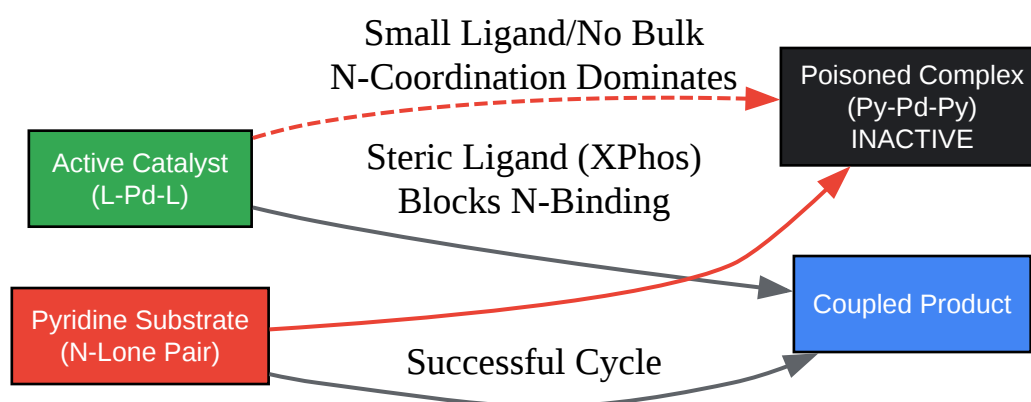 Small Ligand/No Bulk
N-Coordination Dominates
Poisoned Complex
(Py-Pd-Py)
INACTIVE
Active Catalyst
(L-Pd-L)
Steric Ligand (XPhos)
Blocks N-Binding
Coupled Product
Pyridine Substrate
(N-Lone Pair)
Successful Cycle